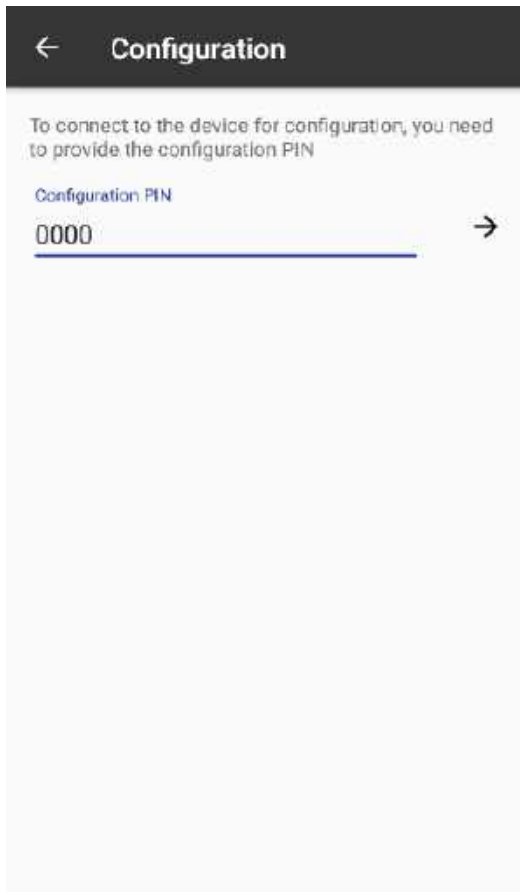 Configuration
To connect to the device for configuration, you need
to provide the configuration PIN
Configuration PIN
0000